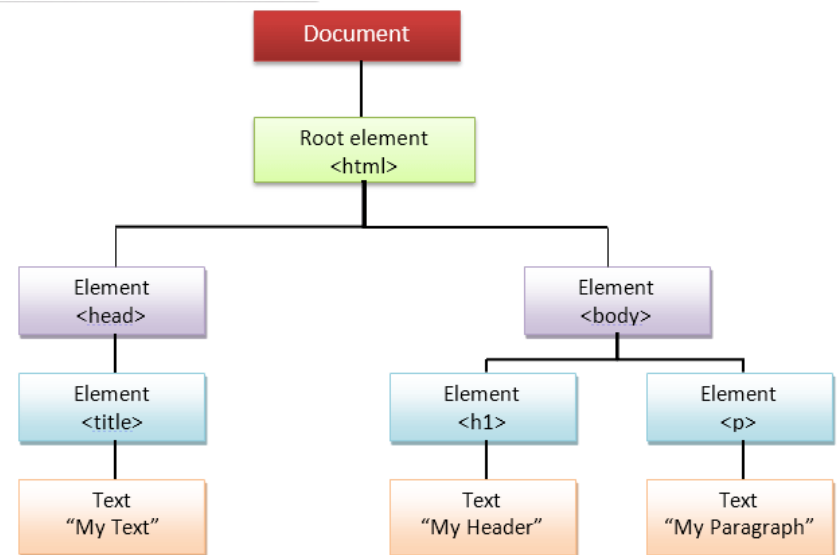 Document
Root element
<html>
Element
<head>
Element
<body>
Element
<title>
Element
<h1>
Element
<p>
Text
“My Text”
Text
“My Header”
Text
“My Paragraph”